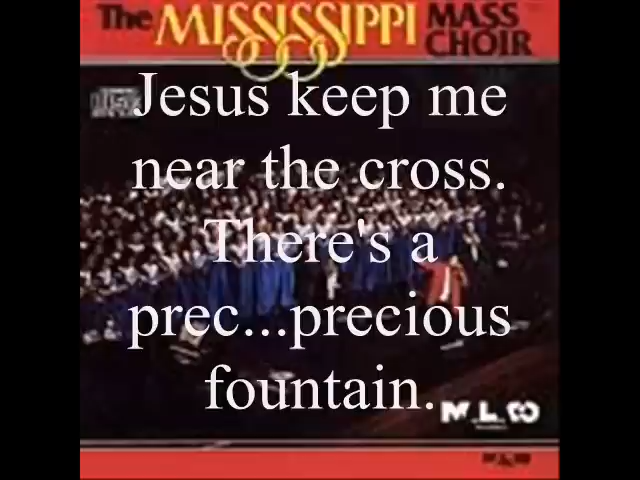 The MISSISSIPPI MASS
CHOIR
Jesus keep me
near the cross.
There's a
prec...precious
fountain.